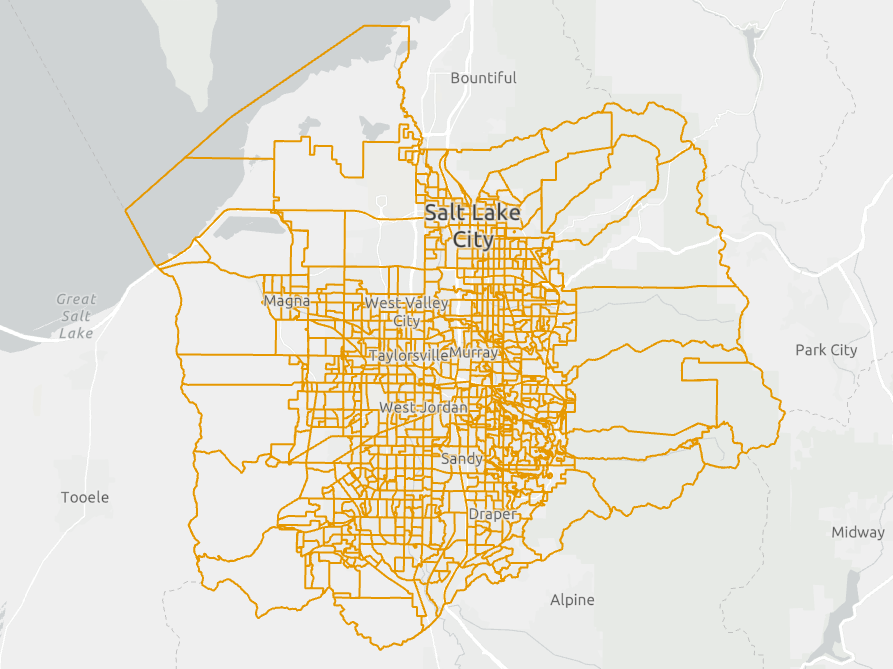 Bountiful
Salt Lake
City
Great
Salt
Lake
Magna
West Valley
City
Taylorsville
Murray
Park City
West Jordan
Sandy
Tooele
Draper
Midway
Alpine